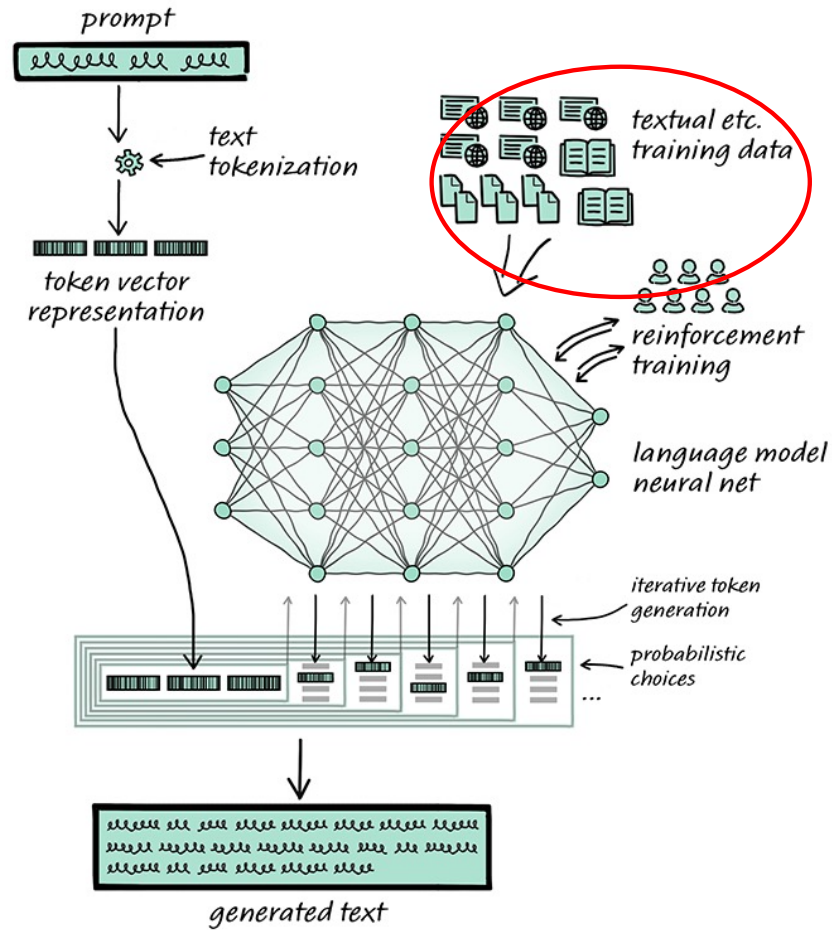 prompt
text
tokenization
token vector
representation
textual etc.
training data
reinforcement
training
language model
neural net
iterative token
generation
probabilistic
choices
...
generated text